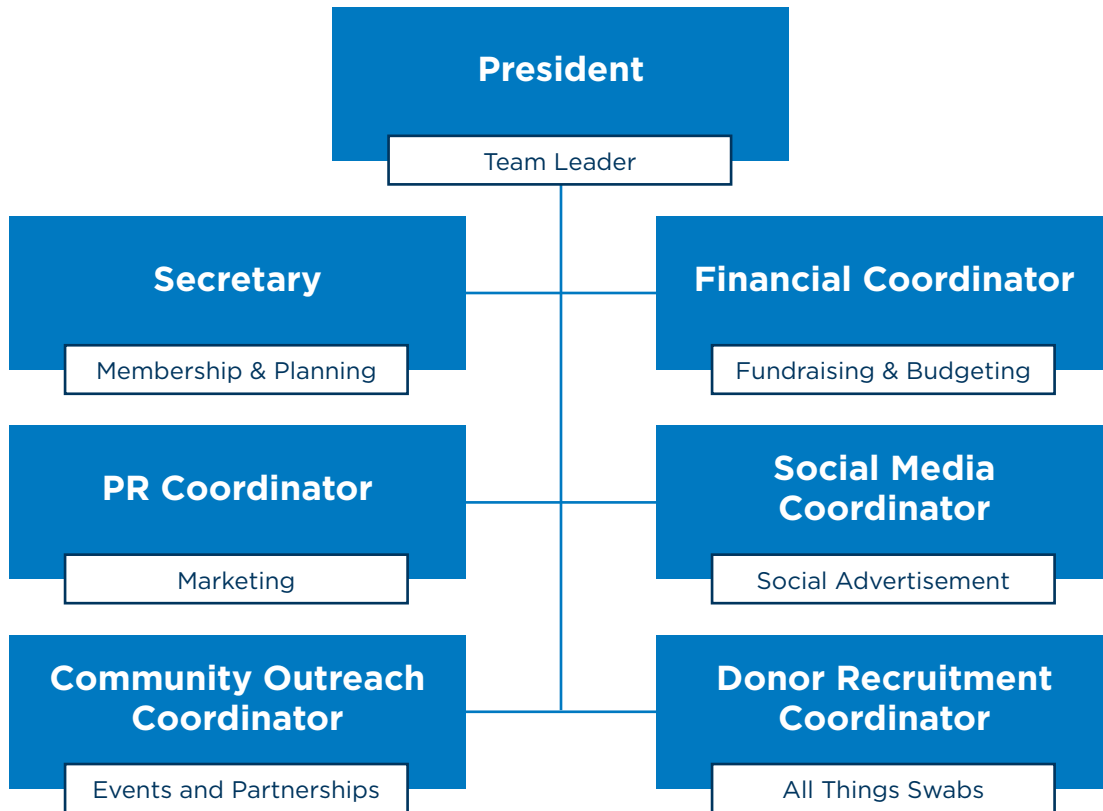 President
Team Leader
Secretary
Membership & Planning
Financial Coordinator
Fundraising & Budgeting
PR Coordinator
Marketing
Social Media
Coordinator
Social Advertisement
Community Outreach
Coordinator
Events and Partnerships
Donor Recruitment
Coordinator
All Things Swabs